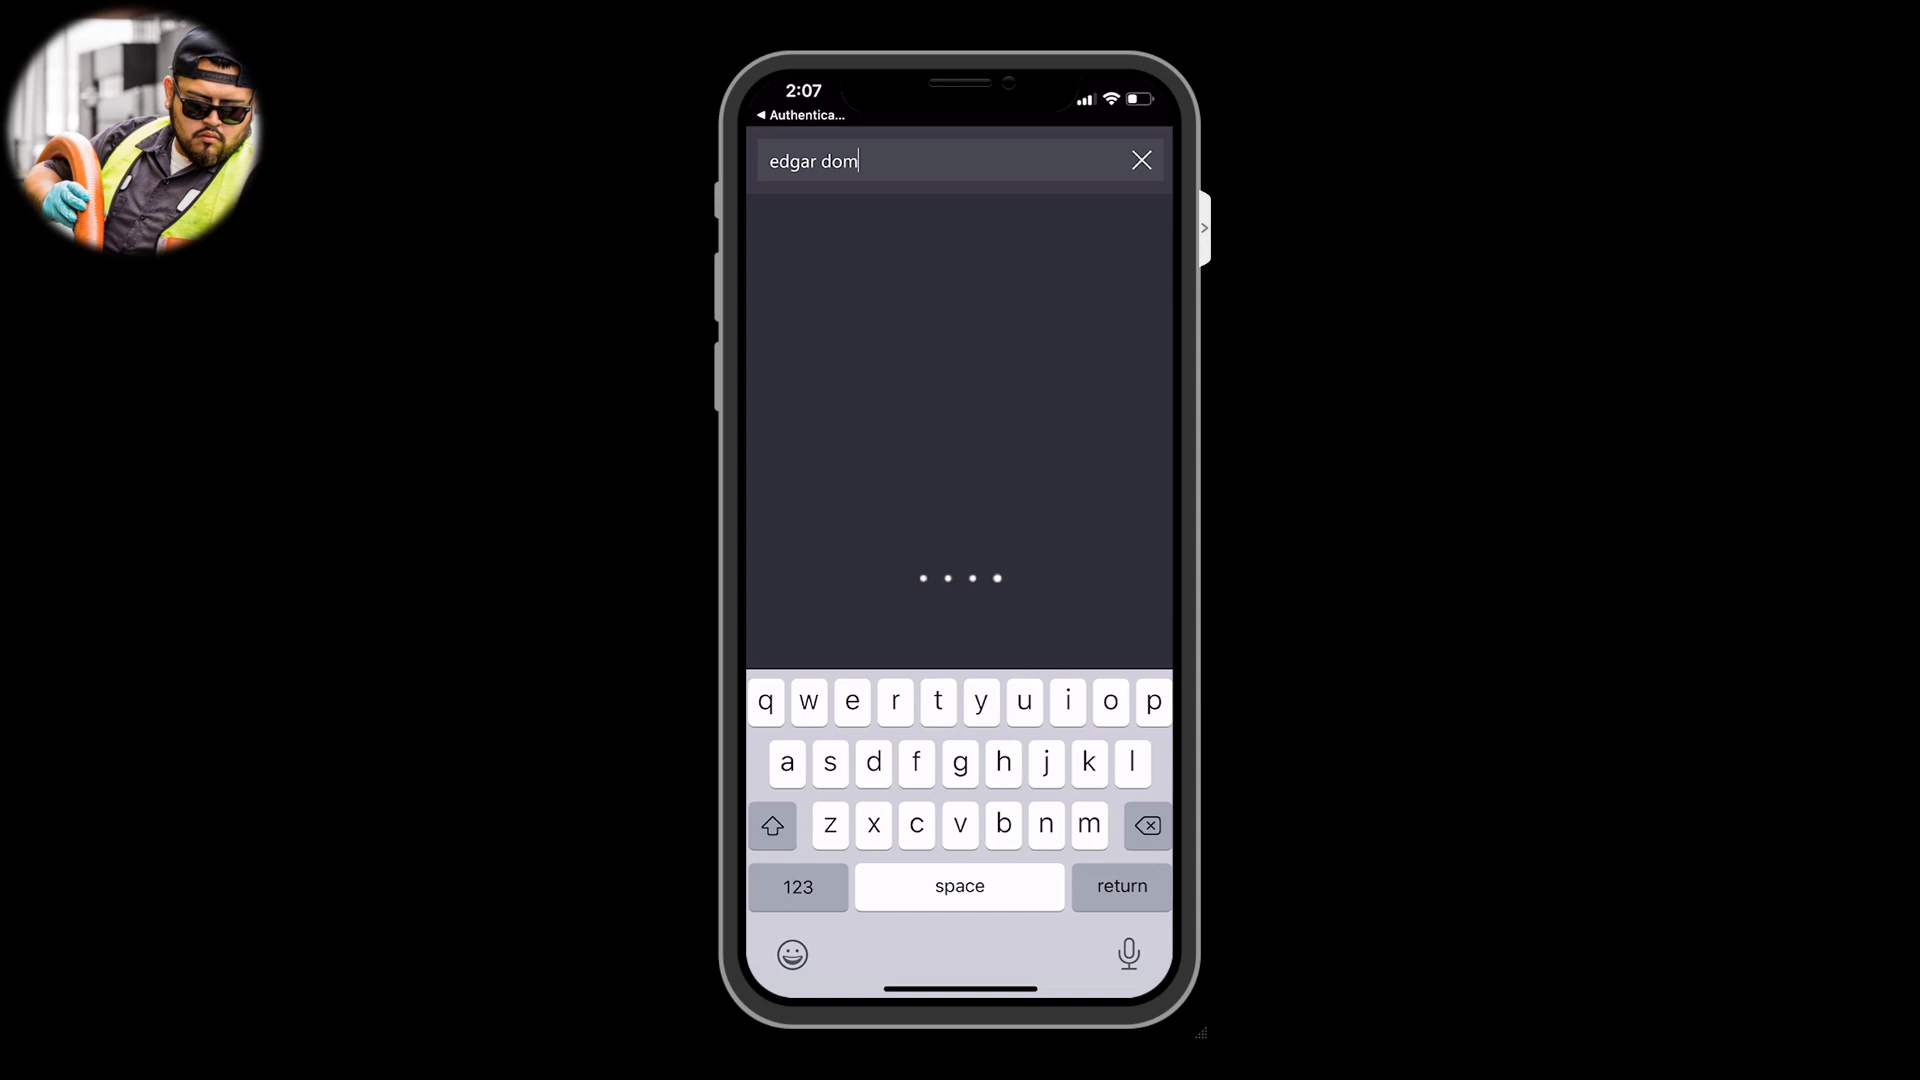 2:07
◀ Authentica...
edgar dom
q w e r t y u i o p
a s d f g h j k l
z x c v b n m
123 space return